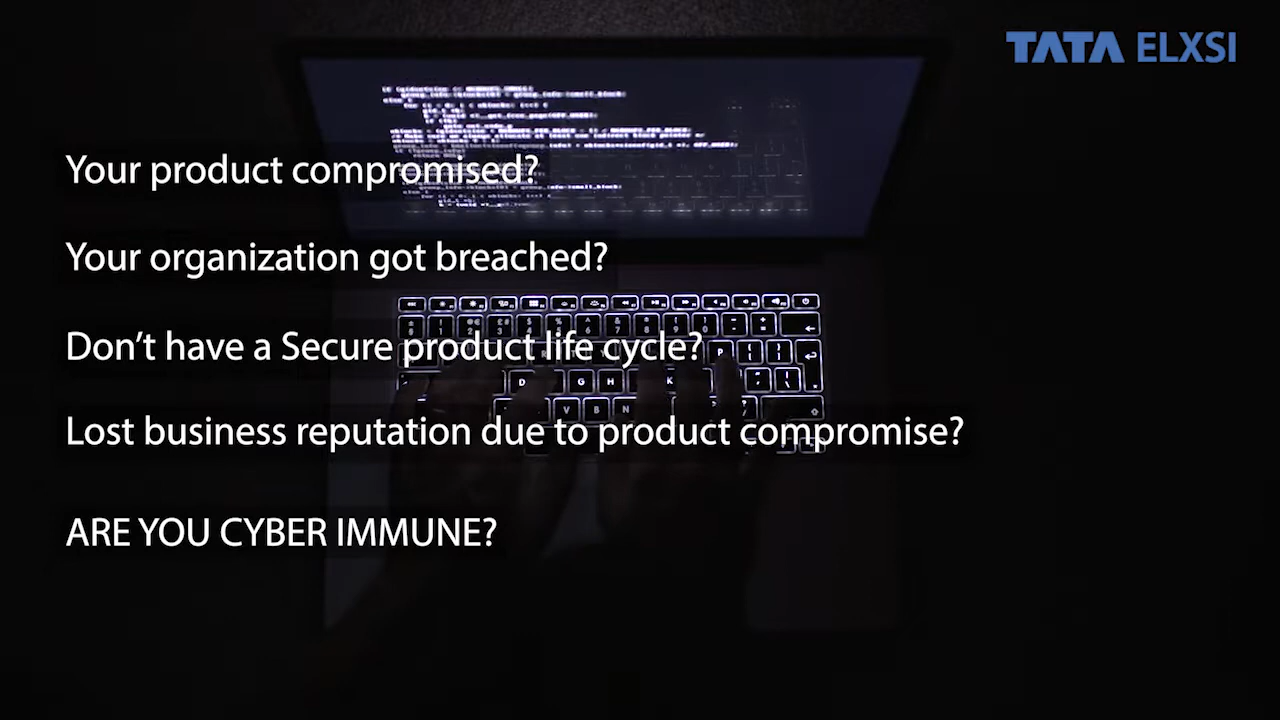 TATA ELXSI
Your product compromised?
Your organization got breached?
Don't have a Secure product life cycle?
Lost business reputation due to product compromise?
ARE YOU CYBER IMMUNE?